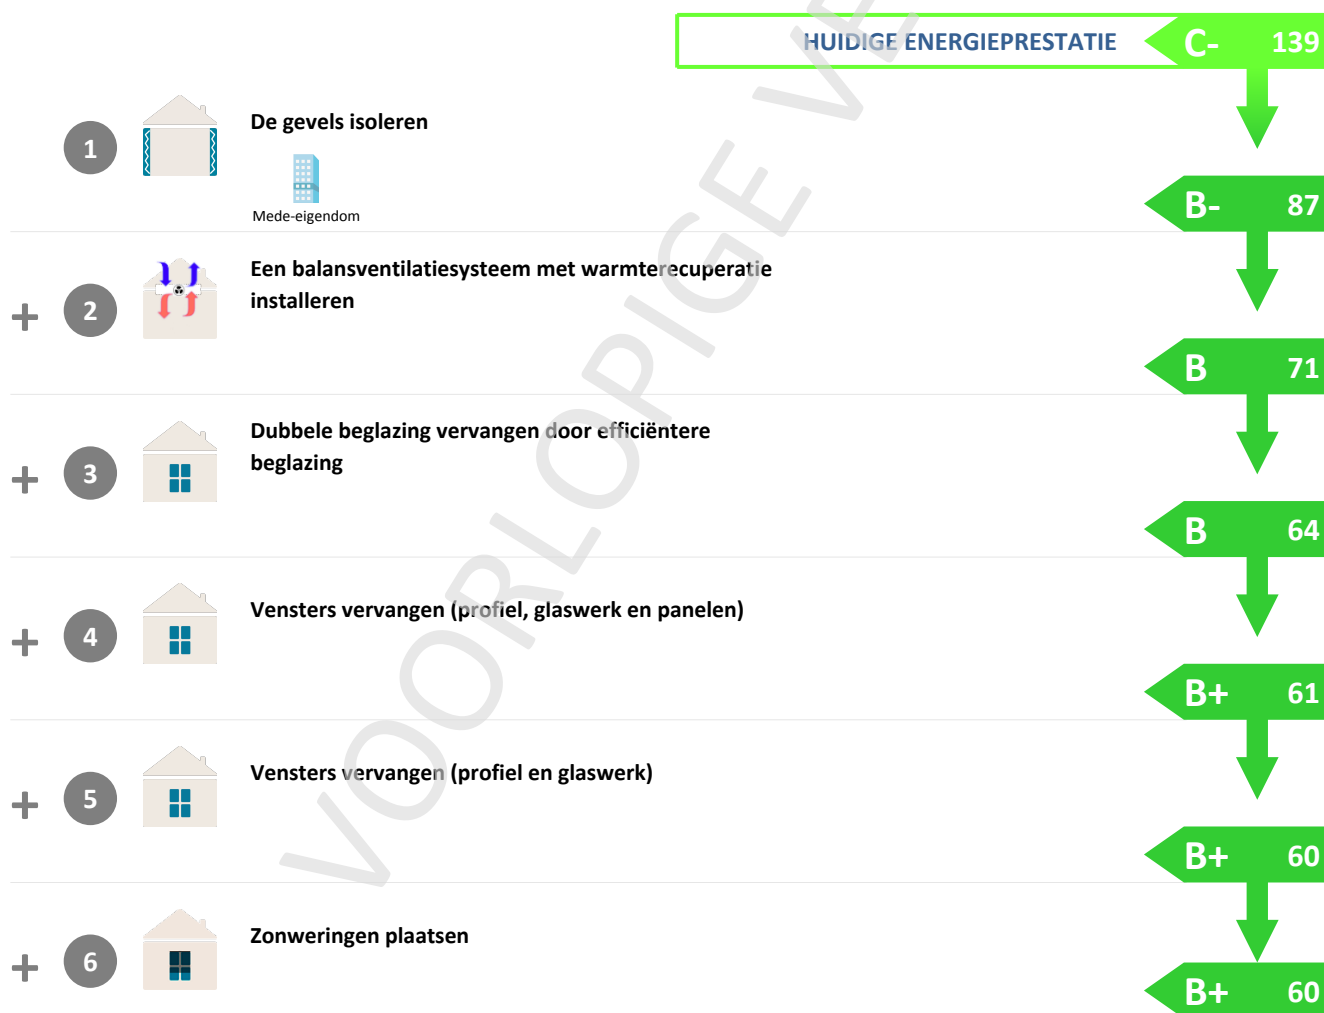 HUIDIGE ENERGIEPRESTATIE C- 139
1 De gevels isoleren
Mede-eigendom
B- 87
+ 2 Een balansventilatiesysteem met warmterecuperatie
installeren
B 71
+ 3 Dubbele beglazing vervangen door efficiëntere
beglazing
B 64
+ 4 Vensters vervangen (profiel, glaswerk en panelen)
B+ 61
+ 5 Vensters vervangen (profiel en glaswerk)
B+ 60
+ 6 Zonweringen plaatsen
B+ 60
VOORLOPIGE VE